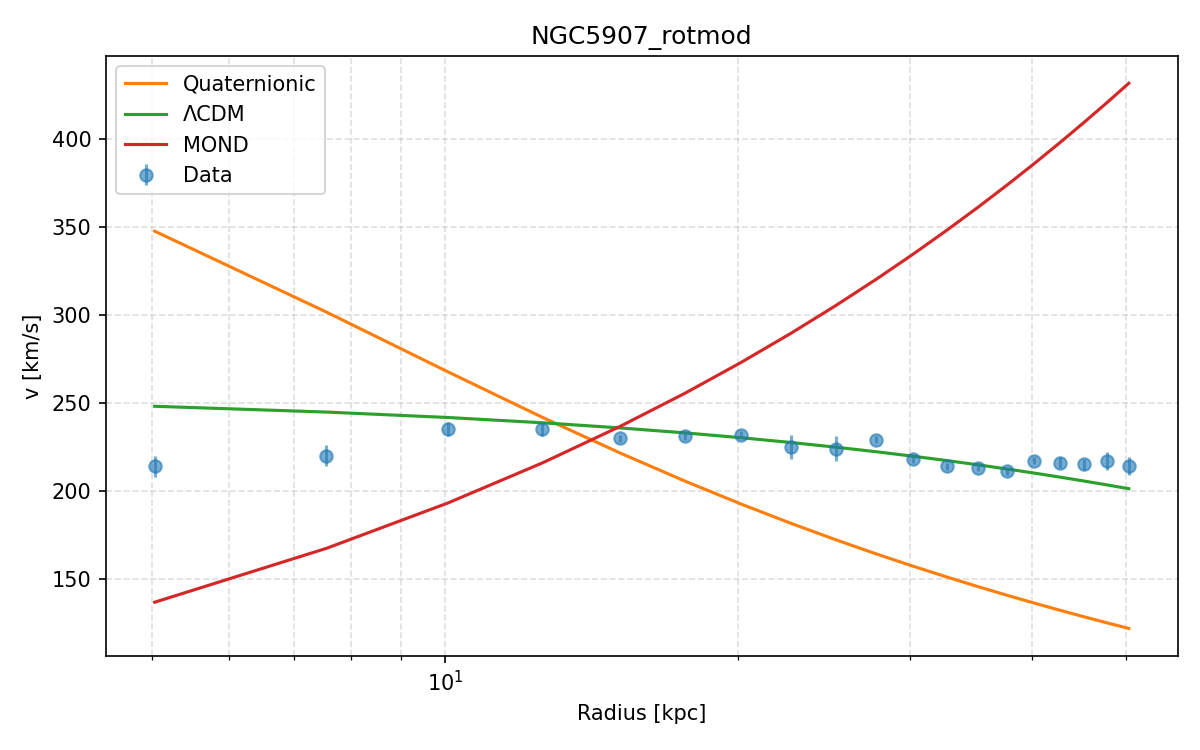 NGC5907_rotmod
Quaternionic
ΛCDM
MOND
Data
v [km/s]
400
350
300
250
200
150
10¹
Radius [kpc]